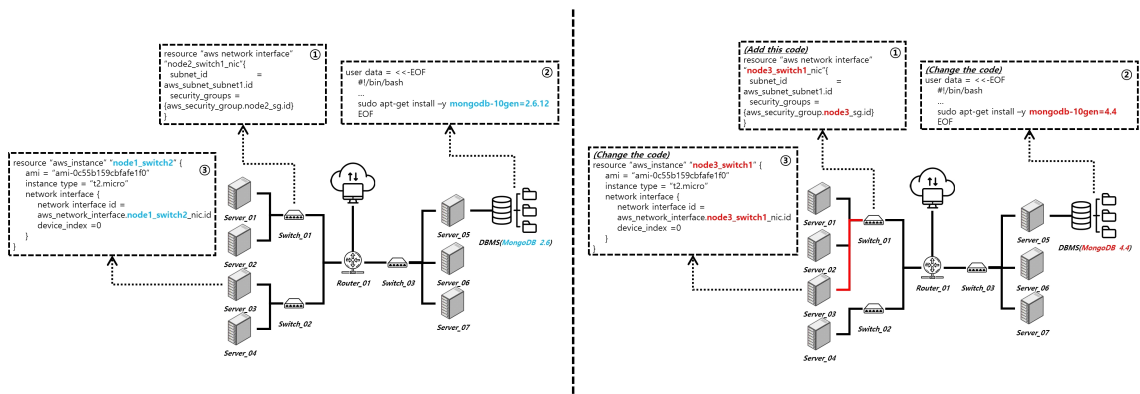 ①
resource "aws network interface"
"node2_switch1_nic"{
subnet_id =
aws_subnet_subnet1.id
security_groups =
{aws_security_group.node2_sg.id}
}
②
user data = <<-EOF
#!/bin/bash
...
sudo apt-get install –y mongodb-10gen=2.6.12
EOF
③
resource "aws_instance" "node1_switch2" {
ami = "ami-0c55b159cbfafe1f0"
instance type = "t2.micro"
network interface {
network interface id =
aws_network_interface.node1_switch2_nic.id
device_index =0
}
}
Server_01
Server_02
Server_03
Server_04
Switch_01
Switch_02
Router_01
Switch_03
Server_05
Server_06
Server_07
DBMS(MongoDB 2.6)
(Add this code)
①
resource "aws network interface"
"node3_switch1_nic"{
subnet_id =
aws_subnet_subnet1.id
security_groups =
{aws_security_group.node3_sg.id}
}
(Change the code)
②
user data = <<-EOF
#!/bin/bash
...
sudo apt-get install –y mongodb-10gen=4.4
EOF
(Change the code)
③
resource "aws_instance" "node3_switch1" {
ami = "ami-0c55b159cbfafe1f0"
instance type = "t2.micro"
network interface {
network interface id =
aws_network_interface.node3_switch1_nic.id
device_index =0
}
}
Server_01
Server_02
Server_03
Server_04
Switch_01
Switch_02
Router_01
Switch_03
Server_05
Server_06
Server_07
DBMS(MongoDB 4.4)